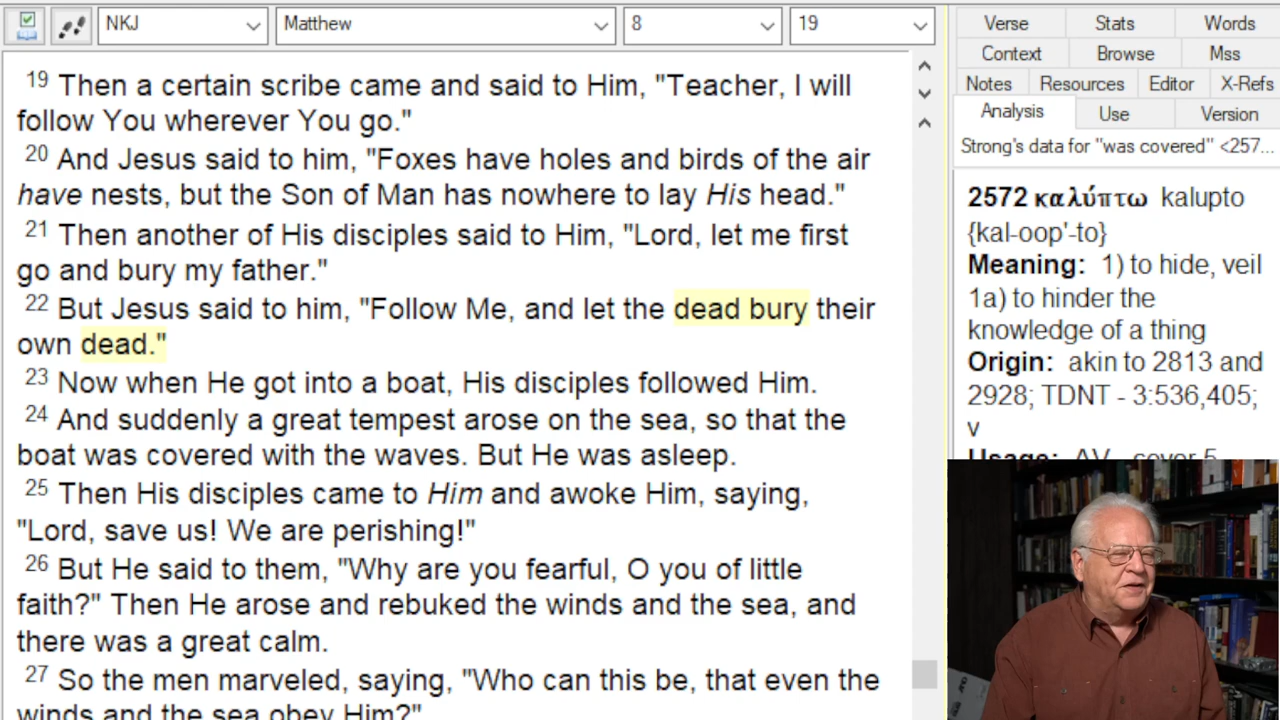 NKJ Matthew 8 19
19 Then a certain scribe came and said to Him, "Teacher, I will
follow You wherever You go."
20 And Jesus said to him, "Foxes have holes and birds of the air
have nests, but the Son of Man has nowhere to lay His head."
21 Then another of His disciples said to Him, "Lord, let me first
go and bury my father."
22 But Jesus said to him, "Follow Me, and let the dead bury their
own dead."
23 Now when He got into a boat, His disciples followed Him.
24 And suddenly a great tempest arose on the sea, so that the
boat was covered with the waves. But He was asleep.
25 Then His disciples came to Him and awoke Him, saying,
"Lord, save us! We are perishing!"
26 But He said to them, "Why are you fearful, O you of little
faith?" Then He arose and rebuked the winds and the sea, and
there was a great calm.
27 So the men marveled, saying, "Who can this be, that even the
winds and the sea obey Him?"
Verse Stats Words
Context Browse Mss
Notes Resources Editor X-Refs
Analysis Use Version
Strong's data for "was covered" <257...
2572 καλύπτω kalupto
{kal-oop'-to}
Meaning: 1) to hide, veil
1a) to hinder the
knowledge of a thing
Origin: akin to 2813 and
2928; TDNT - 3:536,405;
v
Usage: AV - cover 5